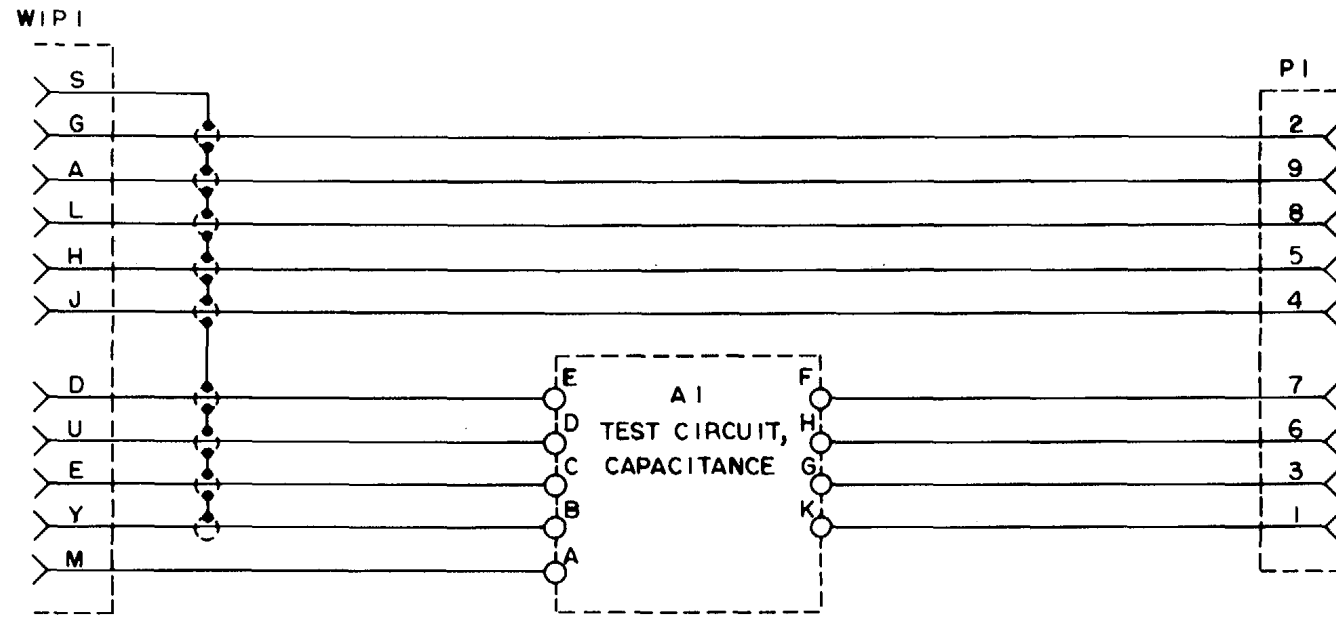 W1P1
P1
S
G 2
A 9
L 8
H 5
J 4
D E F 7
A1
TEST CIRCUIT,
CAPACITANCE
U D H 6
E C G 3
Y B K 1
M A